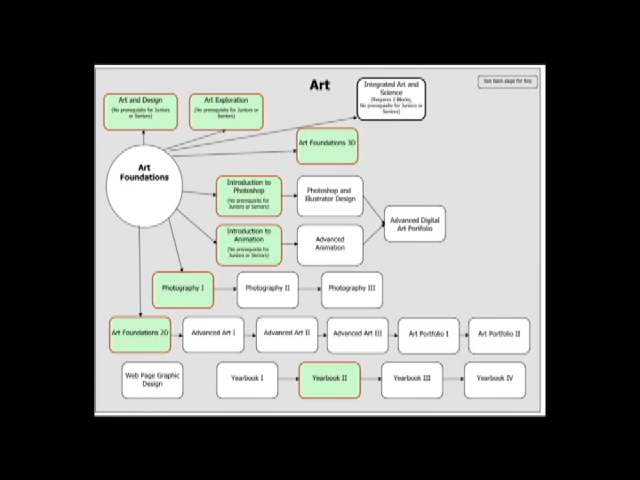 Art
See back page for Key
Integrated Art and
Science
(Requires 2 Blocks,
No prerequisite for Juniors or
Seniors)
Art and Design
(No prerequisite for Juniors
or Seniors)
Art Exploration
(No prerequisite for Juniors or
Seniors)
Art Foundations 3D
Art
Foundations
Introduction to
Photoshop
(No prerequisite for
Juniors or Seniors)
Photoshop and
Illustrator Design
Advanced Digital
Art Portfolio
Introduction to
Animation
(No prerequisite for
Juniors or Seniors)
Advanced
Animation
Photography I
Photography II
Photography III
Art Foundations 2D
Advanced Art I
Advanced Art II
Advanced Art III
Art Portfolio I
Art Portfolio II
Web Page Graphic
Design
Yearbook I
Yearbook II
Yearbook III
Yearbook IV